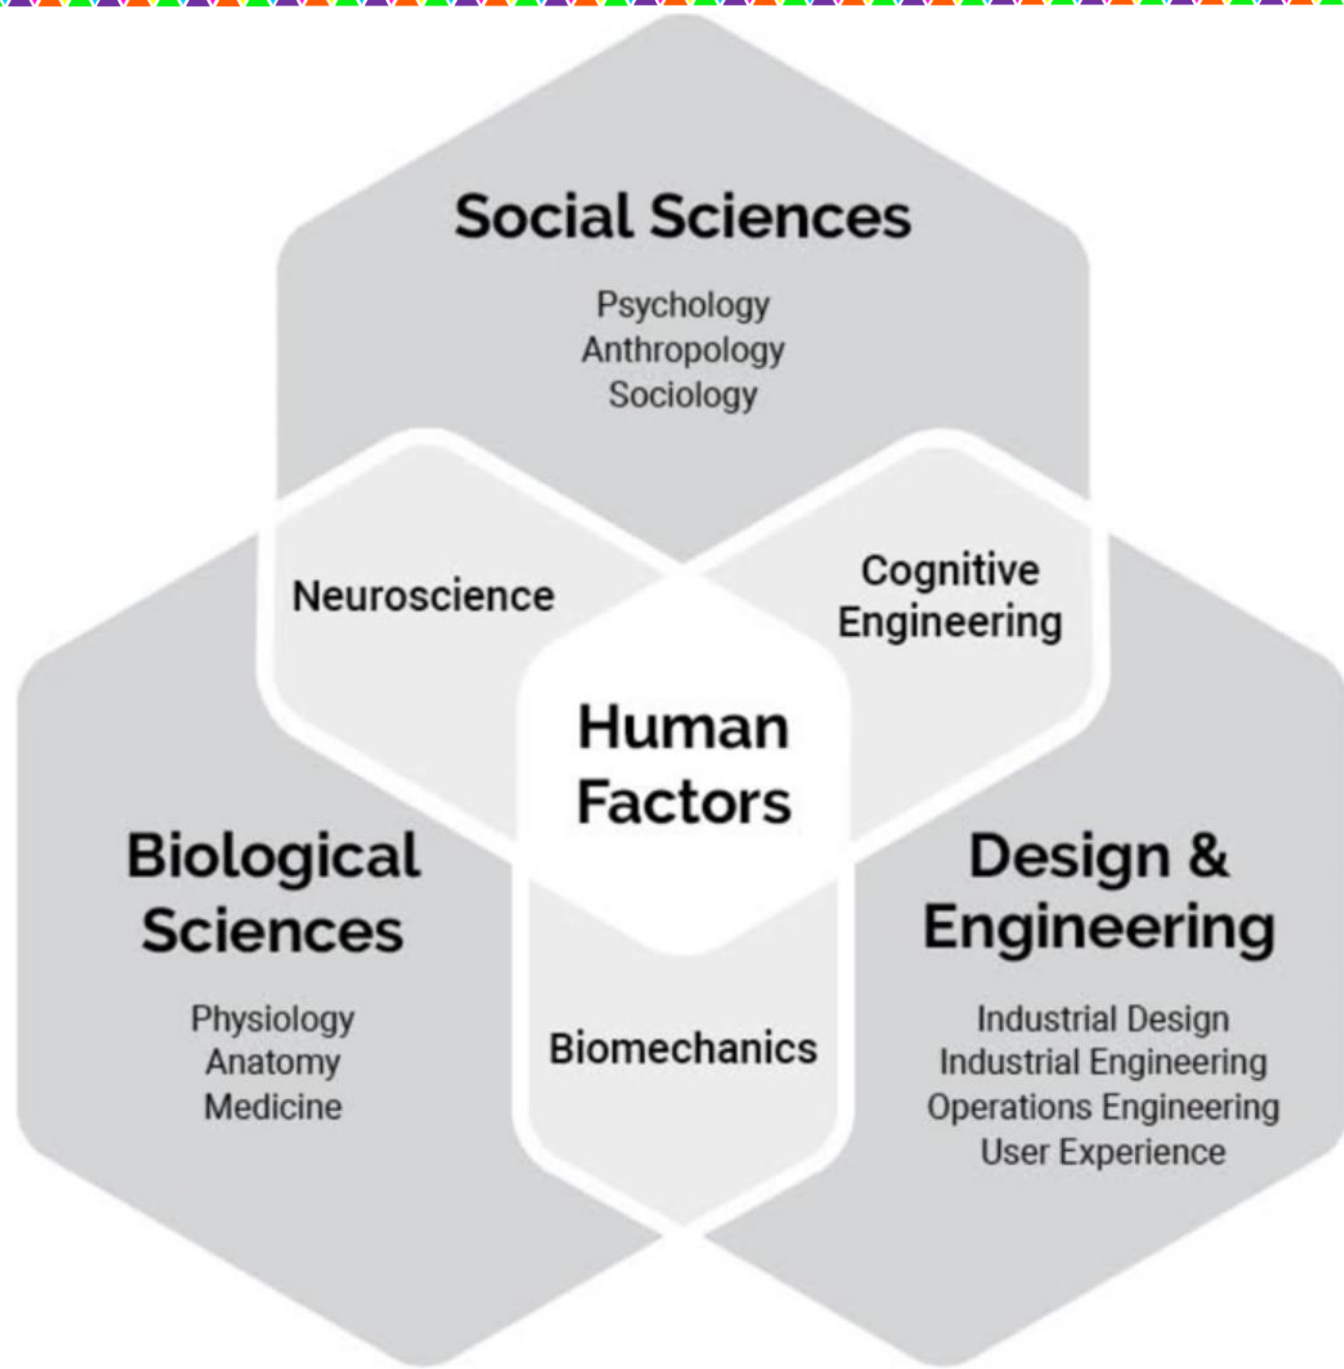 Social Sciences
Psychology
Anthropology
Sociology
Neuroscience
Cognitive
Engineering
Human
Factors
Biological
Sciences
Physiology
Anatomy
Medicine
Design &
Engineering
Industrial Design
Industrial Engineering
Operations Engineering
User Experience
Biomechanics